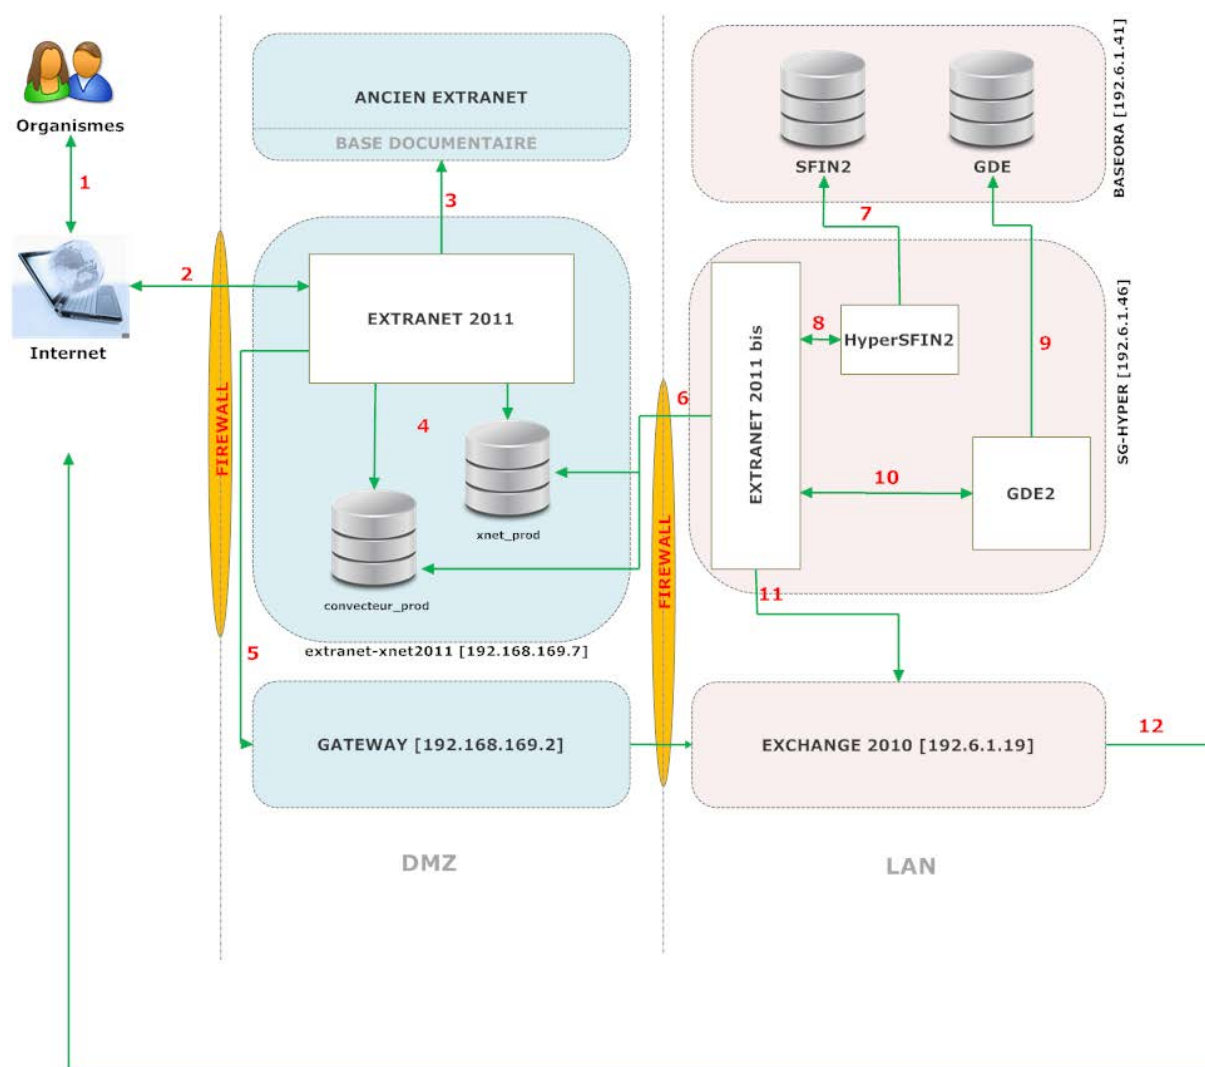 Organismes
1
Internet
2
FIREWALL
ANCIEN EXTRANET
BASE DOCUMENTAIRE
3
EXTRANET 2011
4
xnet_prod
convecteur_prod
extranet-xnet2011 [192.168.169.7]
5
GATEWAY [192.168.169.2]
DMZ
FIREWALL
6
SFIN2
GDE
BASEORA [192.6.1.41]
7
EXTRANET 2011 bis
8
HyperSFIN2
9
10
GDE2
SG-HYPER [192.6.1.46]
11
EXCHANGE 2010 [192.6.1.19]
12
LAN